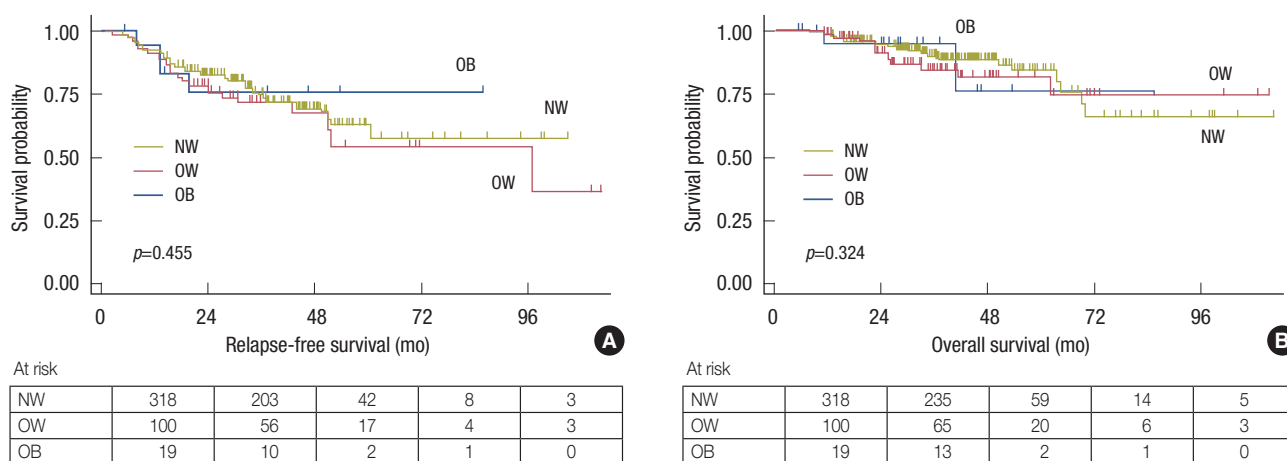 1.00
0.75
0.50
0.25
0.00
Survival probability
OB
NW
OW
NW
OW
OB
p=0.455
0 24 48 72 96
Relapse-free survival (mo)
A
At risk
NW 318 203 42 8 3
OW 100 56 17 4 3
OB 19 10 2 1 0
1.00
0.75
0.50
0.25
0.00
Survival probability
OB
OW
NW
NW
OW
OB
p=0.324
0 24 48 72 96
Overall survival (mo)
B
At risk
NW 318 235 59 14 5
OW 100 65 20 6 3
OB 19 13 2 1 0